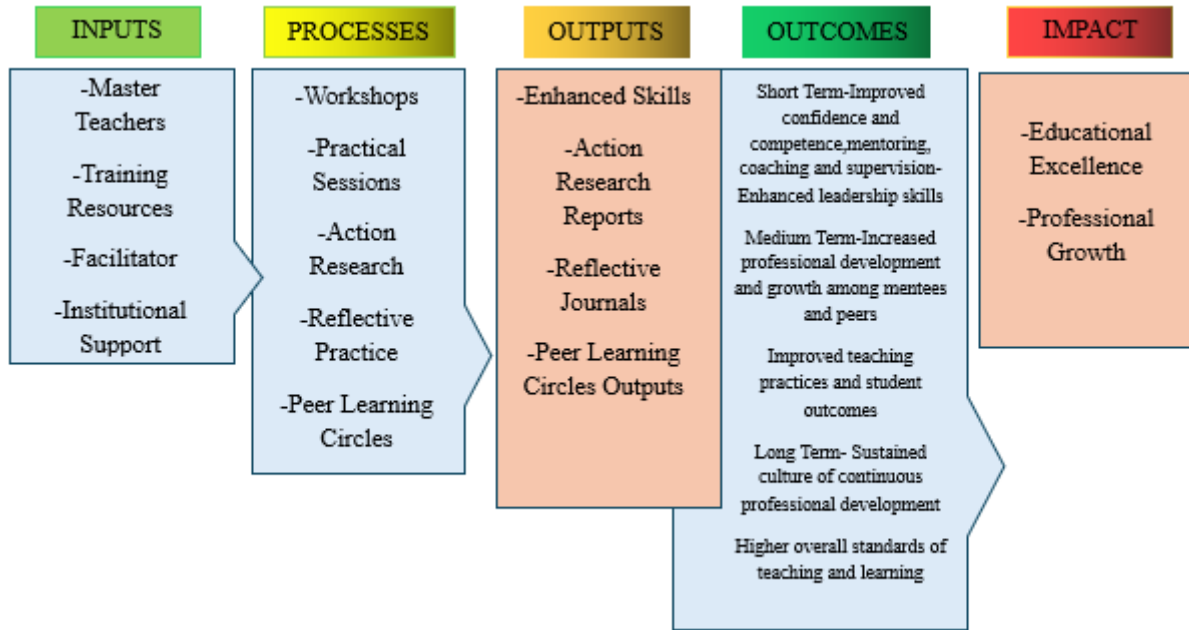 INPUTS
-Master
Teachers
-Training
Resources
-Facilitator
-Institutional
Support
PROCESSES
-Workshops
-Practical
Sessions
-Action
Research
-Reflective
Practice
-Peer Learning
Circles
OUTPUTS
-Enhanced Skills
-Action
Research
Reports
-Reflective
Journals
-Peer Learning
Circles Outputs
OUTCOMES
Short Term-Improved
confidence and
competence,mentoring,
coaching and supervision-
Enhanced leadership skills
Medium Term-Increased
professional development
and growth among mentees
and peers
Improved teaching
practices and student
outcomes
Long Term- Sustained
culture of continuous
professional development
Higher overall standards of
teaching and learning
IMPACT
-Educational
Excellence
-Professional
Growth